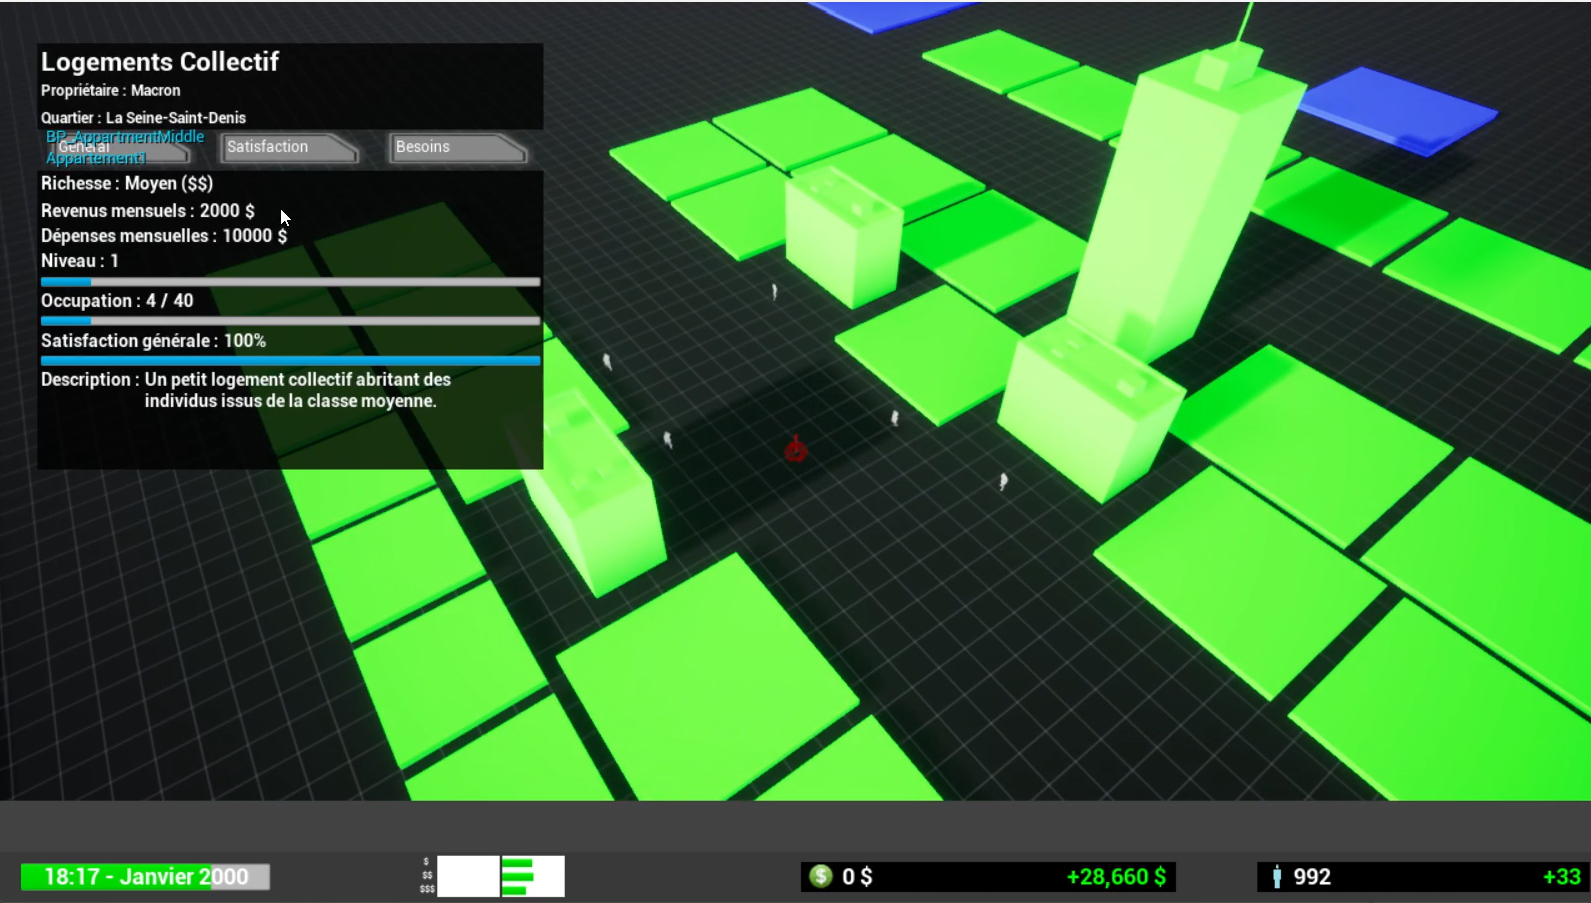 Logements Collectif
Propriétaire : Macron
Quartier : La Seine-Saint-Denis
BP_AppartmentMiddle
Appartement1
Général
Satisfaction
Besoins
Richesse : Moyen ($$)
Revenus mensuels : 2000 $
Dépenses mensuelles : 10000 $
Niveau : 1
Occupation : 4 / 40
Satisfaction générale : 100%
Description : Un petit logement collectif abritant des
individus issus de la classe moyenne.
18:17 - Janvier 2000
$
$$
$$$
0 $ +28,660 $
992 +33